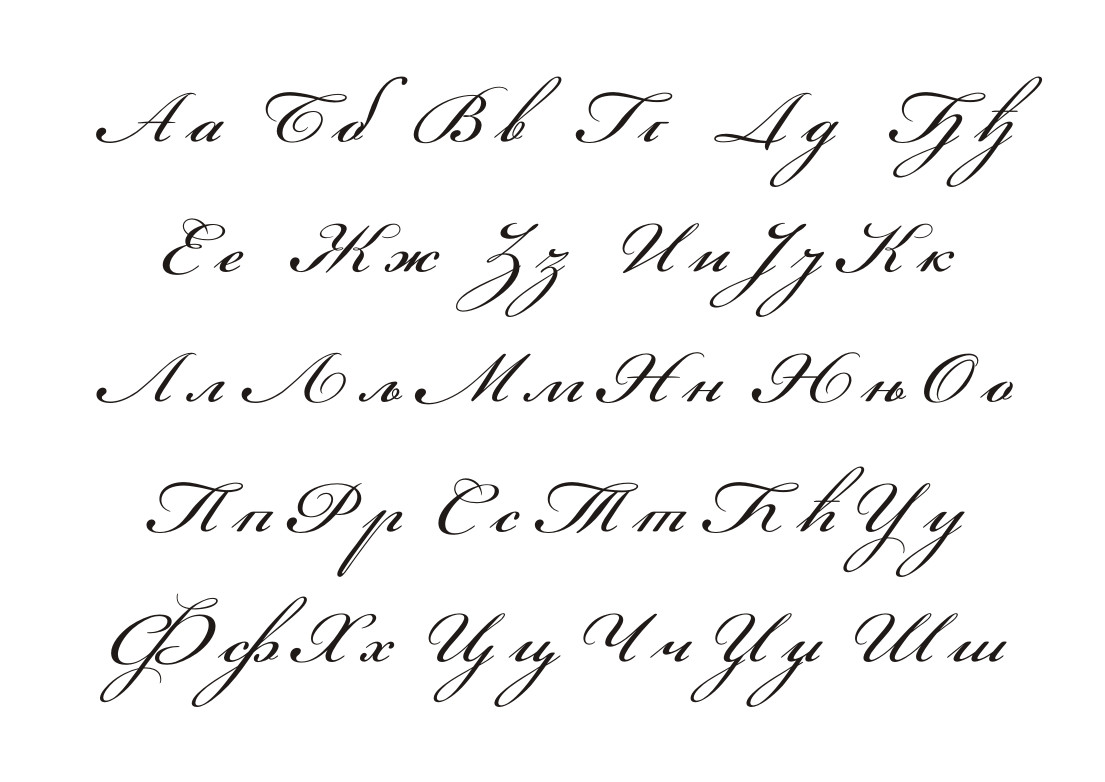 Аа Бб Вв Гг Дд Ђђ
Ее Жж Зз Ии Јј Кк
Лл Љљ Мм Нн Њњ Оо
Пп Рр Сс Тт Ћћ Уу
Фф Хх Цц Чч Џџ Шш